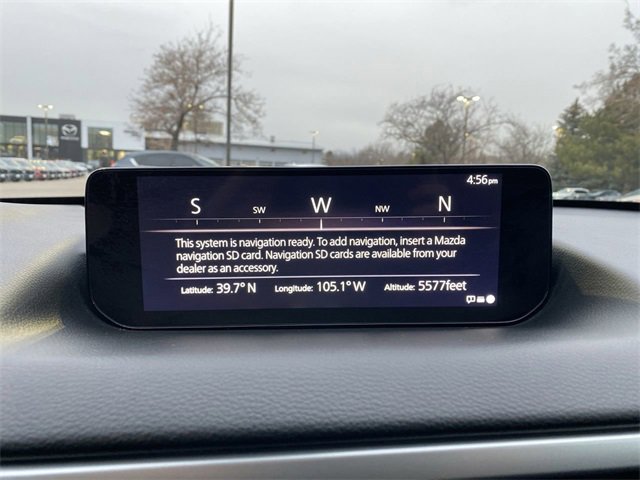 4:56pm
S SW W NW N
This system is navigation ready. To add navigation, insert a Mazda
navigation SD card. Navigation SD cards are available from your
dealer as an accessory.
Latitude: 39.7° N Longitude: 105.1° W Altitude: 5577feet